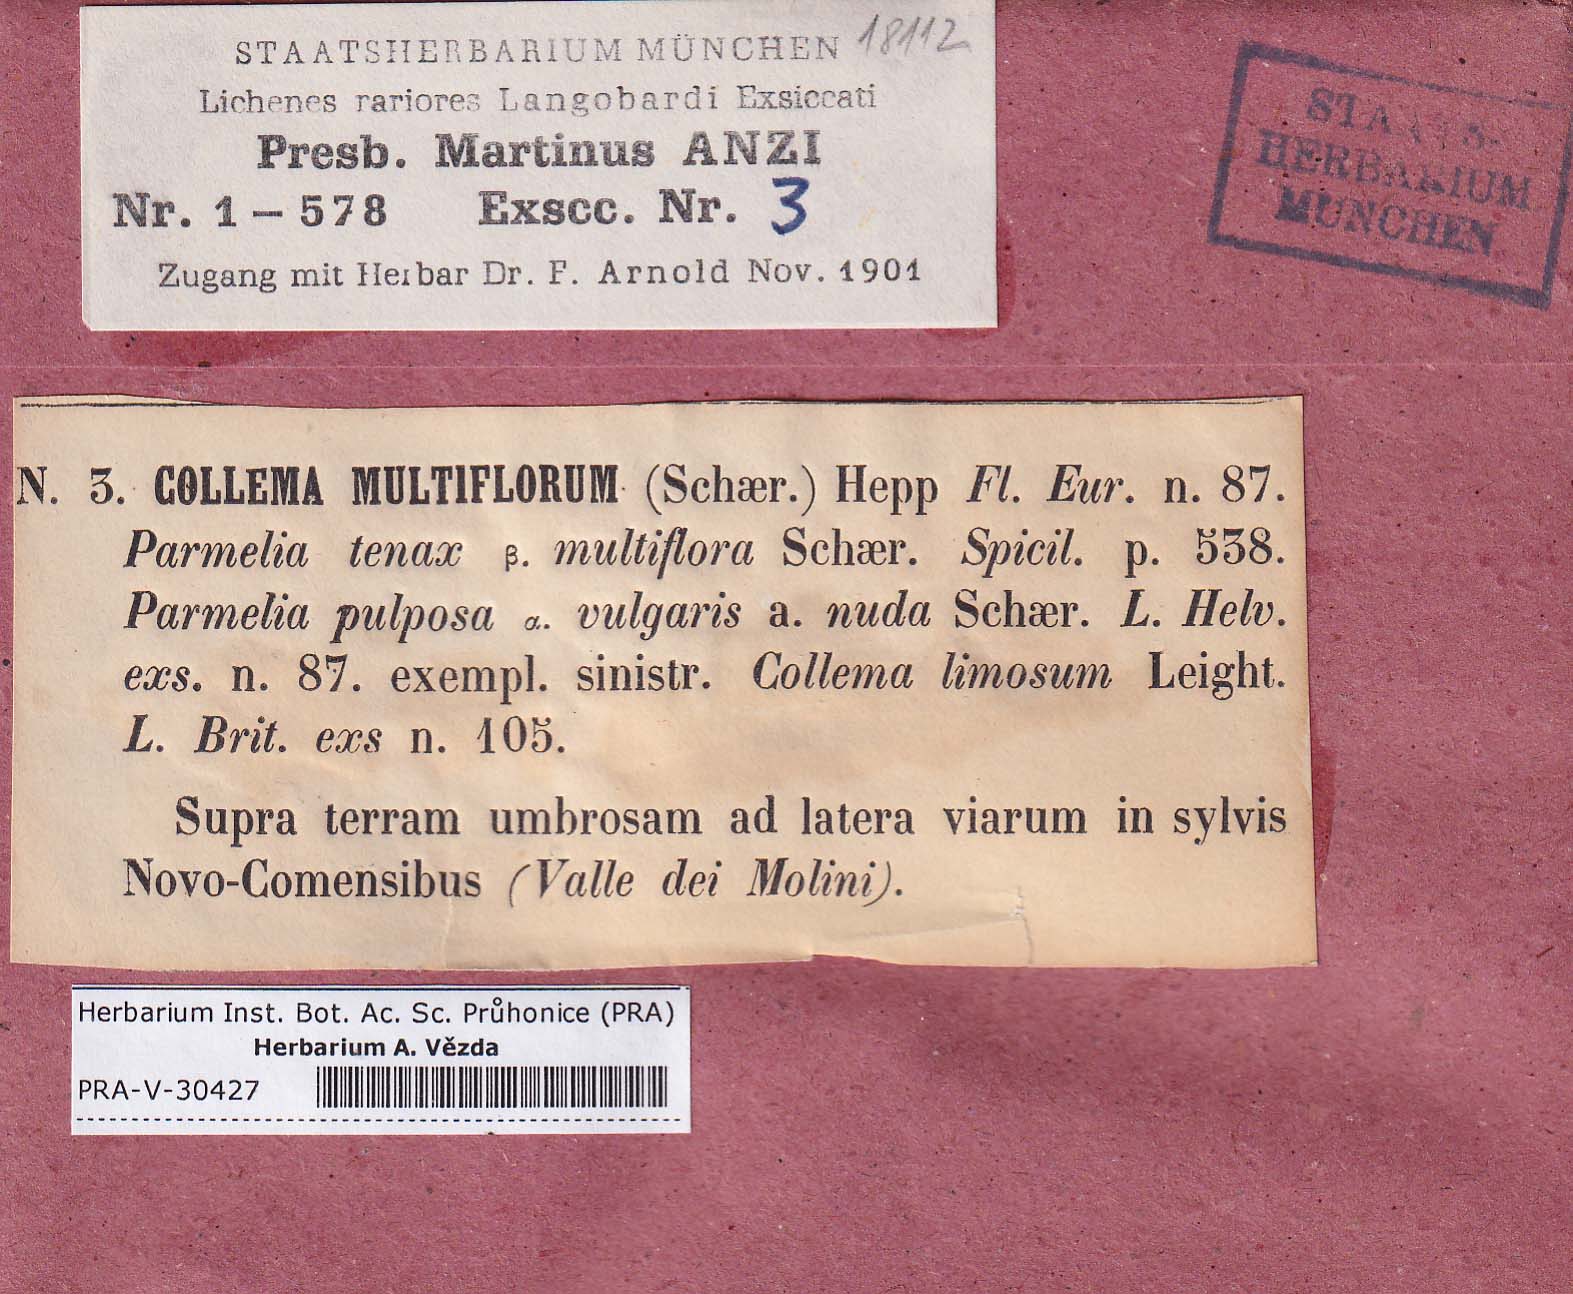 STAATSHERBARIUM MÜNCHEN 18112
Lichenes rariores Langobardi Exsiccati
Presb. Martinus ANZI
Nr. 1 – 578 Exscc. Nr. 3
Zugang mit Herbar Dr. F. Arnold Nov. 1901
STAATS-
HERBARIUM
MÜNCHEN
N. 3. COLLEMA MULTIFLORUM (Schær.) Hepp Fl. Eur. n. 87.
Parmelia tenax β. multiflora Schær. Spicil. p. 538.
Parmelia pulposa α. vulgaris a. nuda Schær. L. Helv.
exs. n. 87. exempl. sinistr. Collema limosum Leight.
L. Brit. exs n. 105.
Supra terram umbrosam ad latera viarum in sylvis
Novo-Comensibus (Valle dei Molini).
Herbarium Inst. Bot. Ac. Sc. Průhonice (PRA)
Herbarium A. Vězda
PRA-V-30427